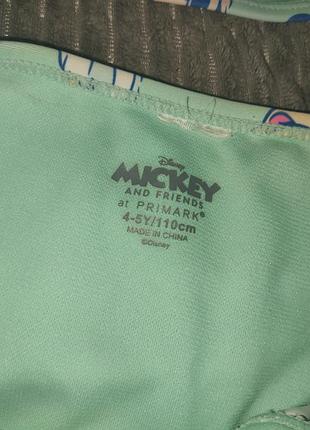 Disney
MICKEY
AND FRIENDS
at PRIMARK®
4-5Y/110cm
MADE IN CHINA
©Disney